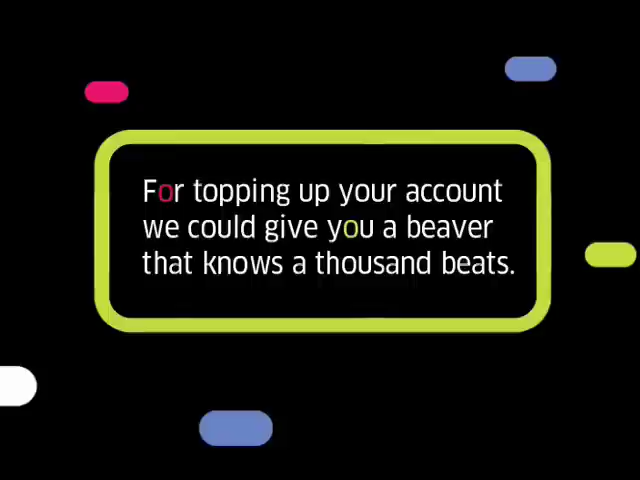 For topping up your account
we could give you a beaver
that knows a thousand beats.